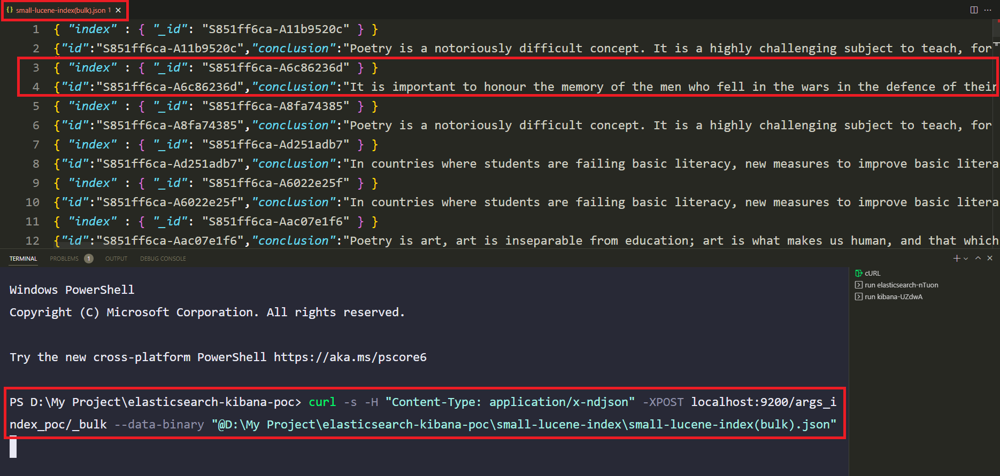 {} small-lucene-index(bulk).json 1
1 { "index" : { "_id": "S851ff6ca-A11b9520c" } }
2 {"id":"S851ff6ca-A11b9520c","conclusion":"Poetry is a notoriously difficult concept. It is a highly challenging subject to teach, for
3 { "index" : { "_id": "S851ff6ca-A6c86236d" } }
4 {"id":"S851ff6ca-A6c86236d","conclusion":"It is important to honour the memory of the men who fell in the wars in the defence of their
5 { "index" : { "_id": "S851ff6ca-A8fa74385" } }
6 {"id":"S851ff6ca-A8fa74385","conclusion":"Poetry is a notoriously difficult concept. It is a highly challenging subject to teach, for
7 { "index" : { "_id": "S851ff6ca-Ad251adb7" } }
8 {"id":"S851ff6ca-Ad251adb7","conclusion":"In countries where students are failing basic literacy, new measures to improve basic litera
9 { "index" : { "_id": "S851ff6ca-A6022e25f" } }
10 {"id":"S851ff6ca-A6022e25f","conclusion":"In countries where students are failing basic literacy, new measures to improve basic litera
11 { "index" : { "_id": "S851ff6ca-Aac07e1f6" } }
12 {"id":"S851ff6ca-Aac07e1f6","conclusion":"Poetry is art, art is inseparable from education; art is what makes us human, and that which
TERMINAL PROBLEMS 1 OUTPUT DEBUG CONSOLE
Windows PowerShell
Copyright (C) Microsoft Corporation. All rights reserved.
Try the new cross-platform PowerShell https://aka.ms/pscore6
PS D:\My Project\elasticsearch-kibana-poc> curl -s -H "Content-Type: application/x-ndjson" -XPOST localhost:9200/args_i
ndex_poc/_bulk --data-binary "@D:\My Project\elasticsearch-kibana-poc\small-lucene-index\small-lucene-index(bulk).json"
cURL
run elasticsearch-nTuon
run kibana-UZdwA